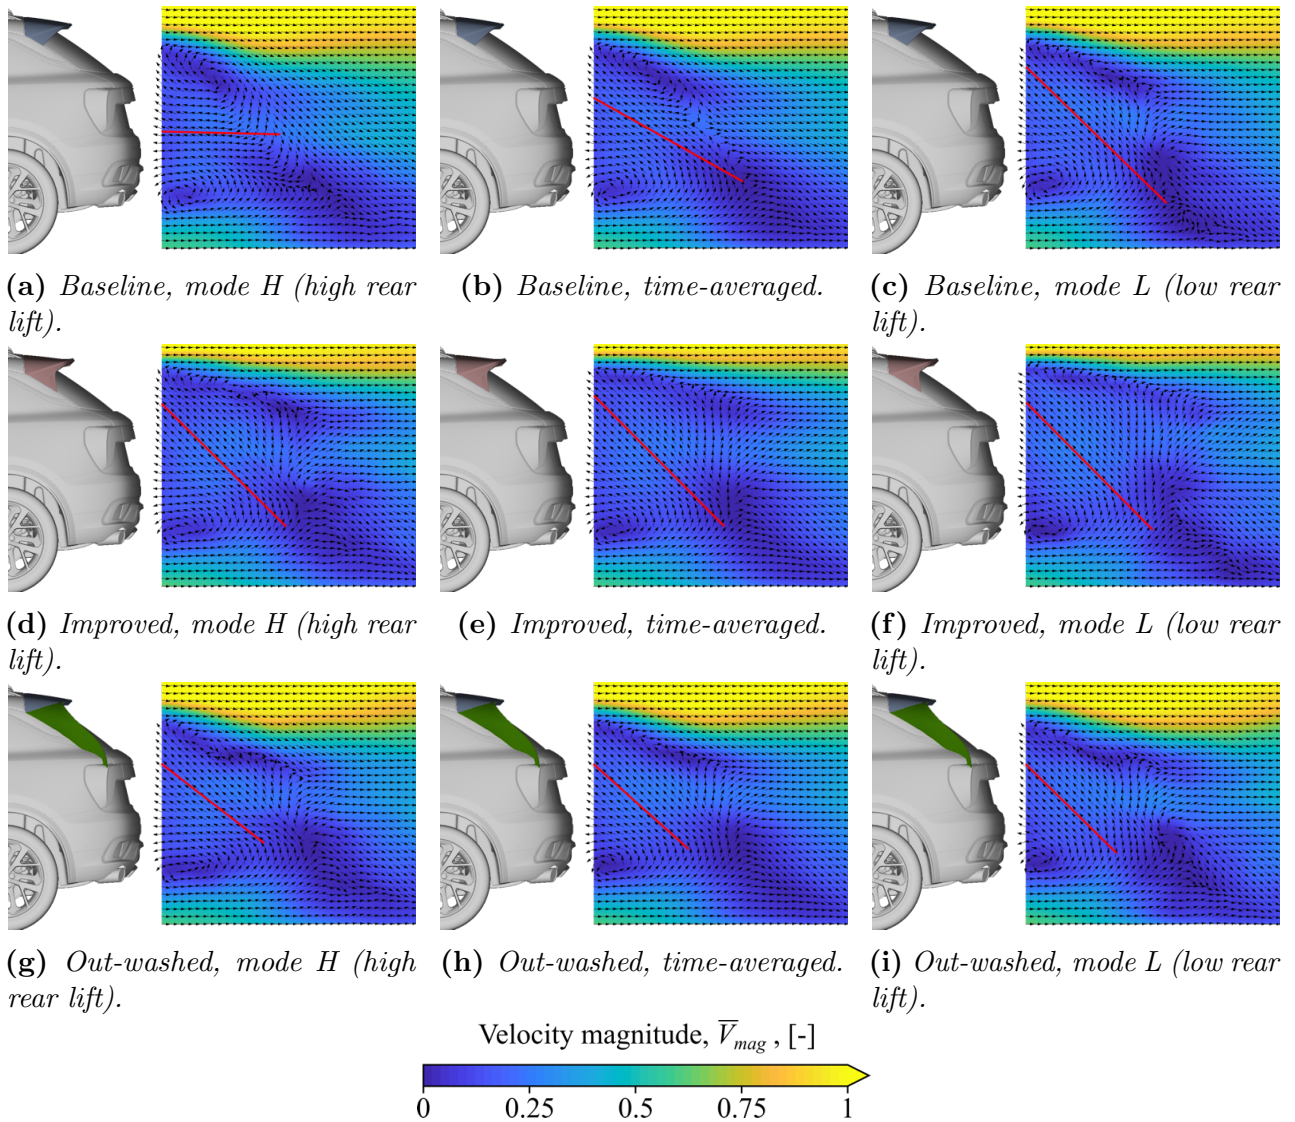 (a) Baseline, mode H (high rear
lift).
(b) Baseline, time-averaged.
(c) Baseline, mode L (low rear
lift).
(d) Improved, mode H (high rear
lift).
(e) Improved, time-averaged.
(f) Improved, mode L (low rear
lift).
(g) Out-washed, mode H (high
rear lift).
(h) Out-washed, time-averaged.
(i) Out-washed, mode L (low rear
lift).
Velocity magnitude, V̅mag , [-]
0 0.25 0.5 0.75 1